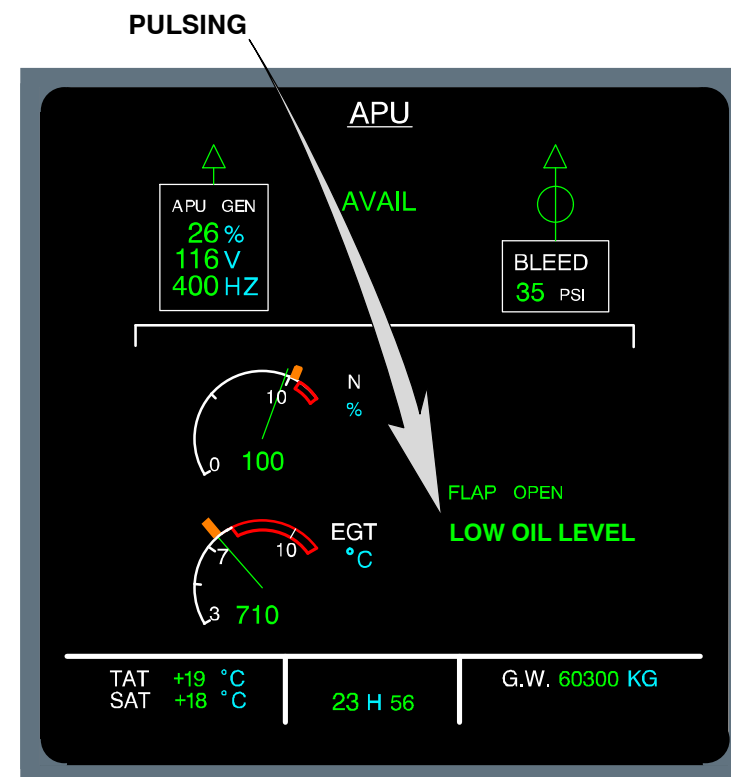 PULSING
APU
AVAIL
APU GEN
26 %
116 V
400 HZ
BLEED
35 PSI
10
0
100
N
%
FLAP OPEN
LOW OIL LEVEL
7
10
3
710
EGT
°C
TAT +19 °C
SAT +18 °C
23 H 56
G.W. 60300 KG